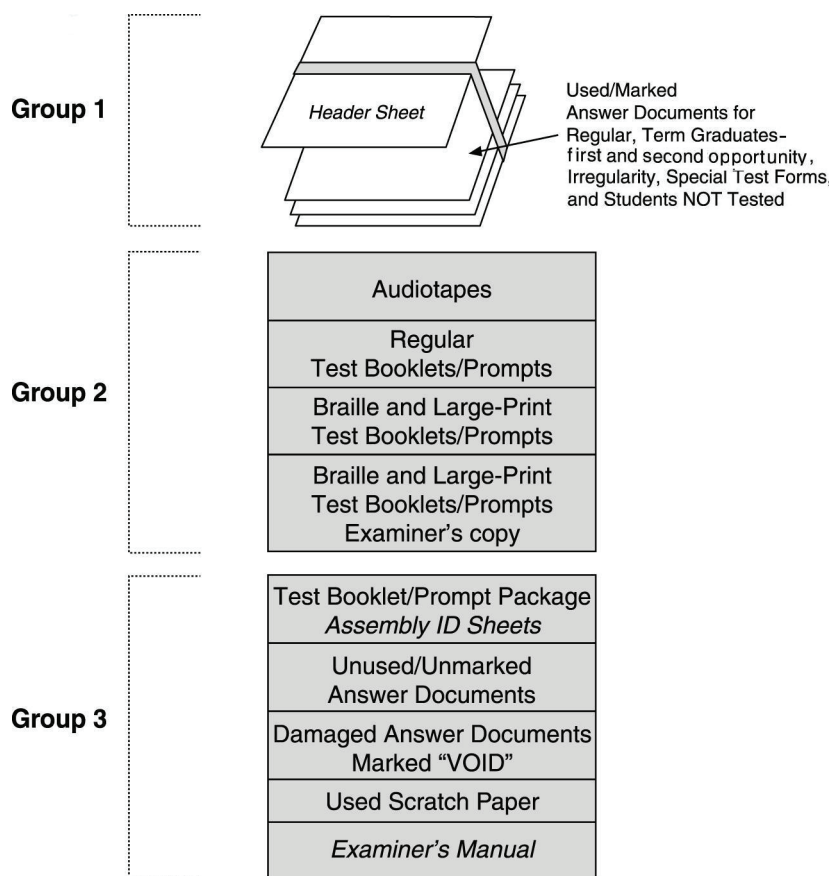 Group 1
Header Sheet
Used/Marked
Answer Documents for
Regular, Term Graduates–
first and second opportunity,
Irregularity, Special Test Forms,
and Students NOT Tested
Group 2
Audiotapes
Regular
Test Booklets/Prompts
Braille and Large-Print
Test Booklets/Prompts
Braille and Large-Print
Test Booklets/Prompts
Examiner's copy
Group 3
Test Booklet/Prompt Package
Assembly ID Sheets
Unused/Unmarked
Answer Documents
Damaged Answer Documents
Marked “VOID”
Used Scratch Paper
Examiner's Manual